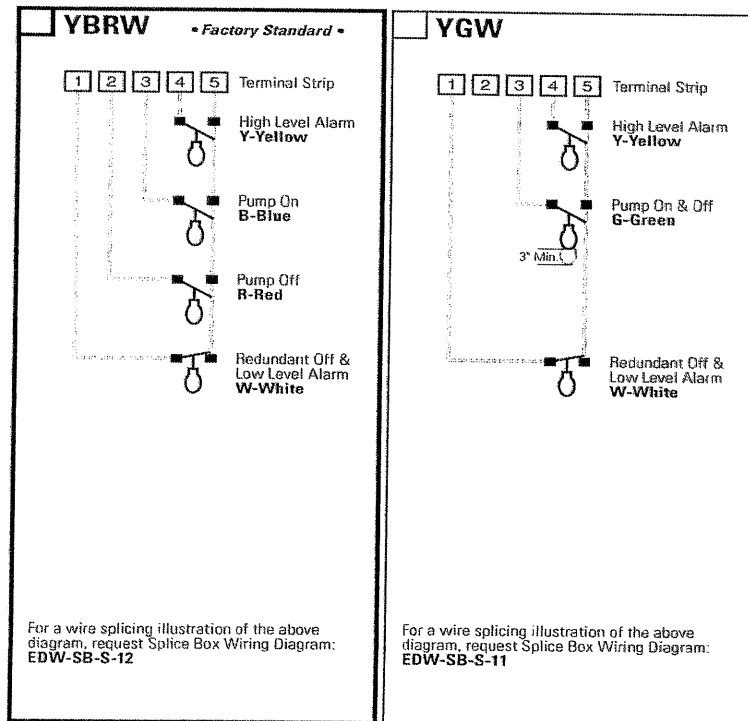 YBRW • Factory Standard •
1 2 3 4 5 Terminal Strip
High Level Alarm
Y-Yellow
Pump On
B-Blue
Pump Off
R-Red
Redundant Off &
Low Level Alarm
W-White
For a wire splicing illustration of the above
diagram, request Splice Box Wiring Diagram:
EDW-SB-S-12
YGW
1 2 3 4 5 Terminal Strip
High Level Alarm
Y-Yellow
Pump On & Off
G-Green
3" Min.
Redundant Off &
Low Level Alarm
W-White
For a wire splicing illustration of the above
diagram, request Splice Box Wiring Diagram:
EDW-SB-S-11